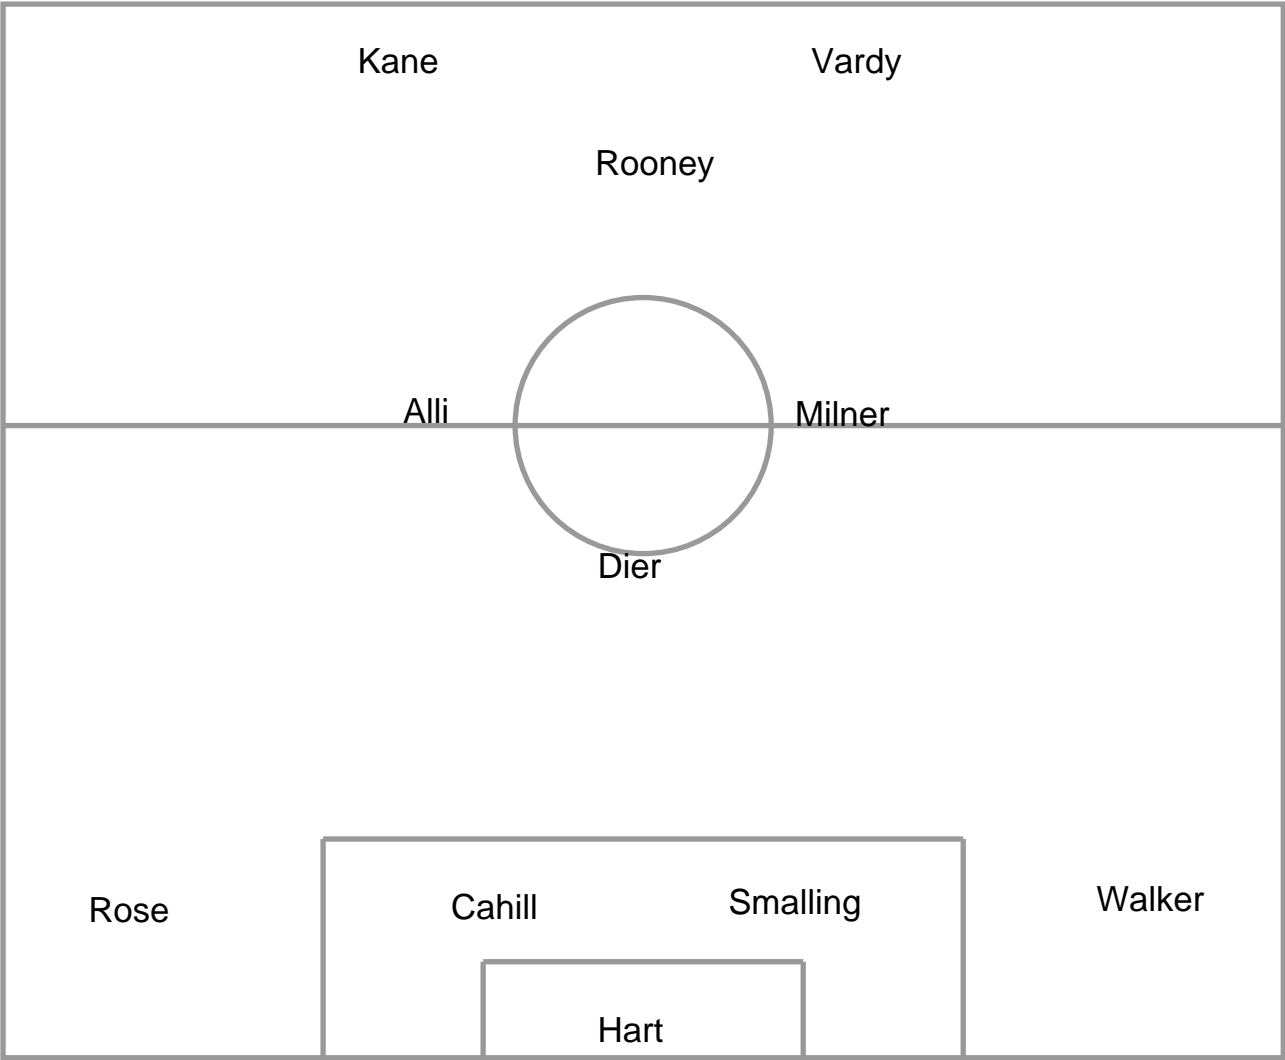 Kane Vardy
Rooney
Alli Milner
Dier
Rose Cahill Smalling Walker
Hart